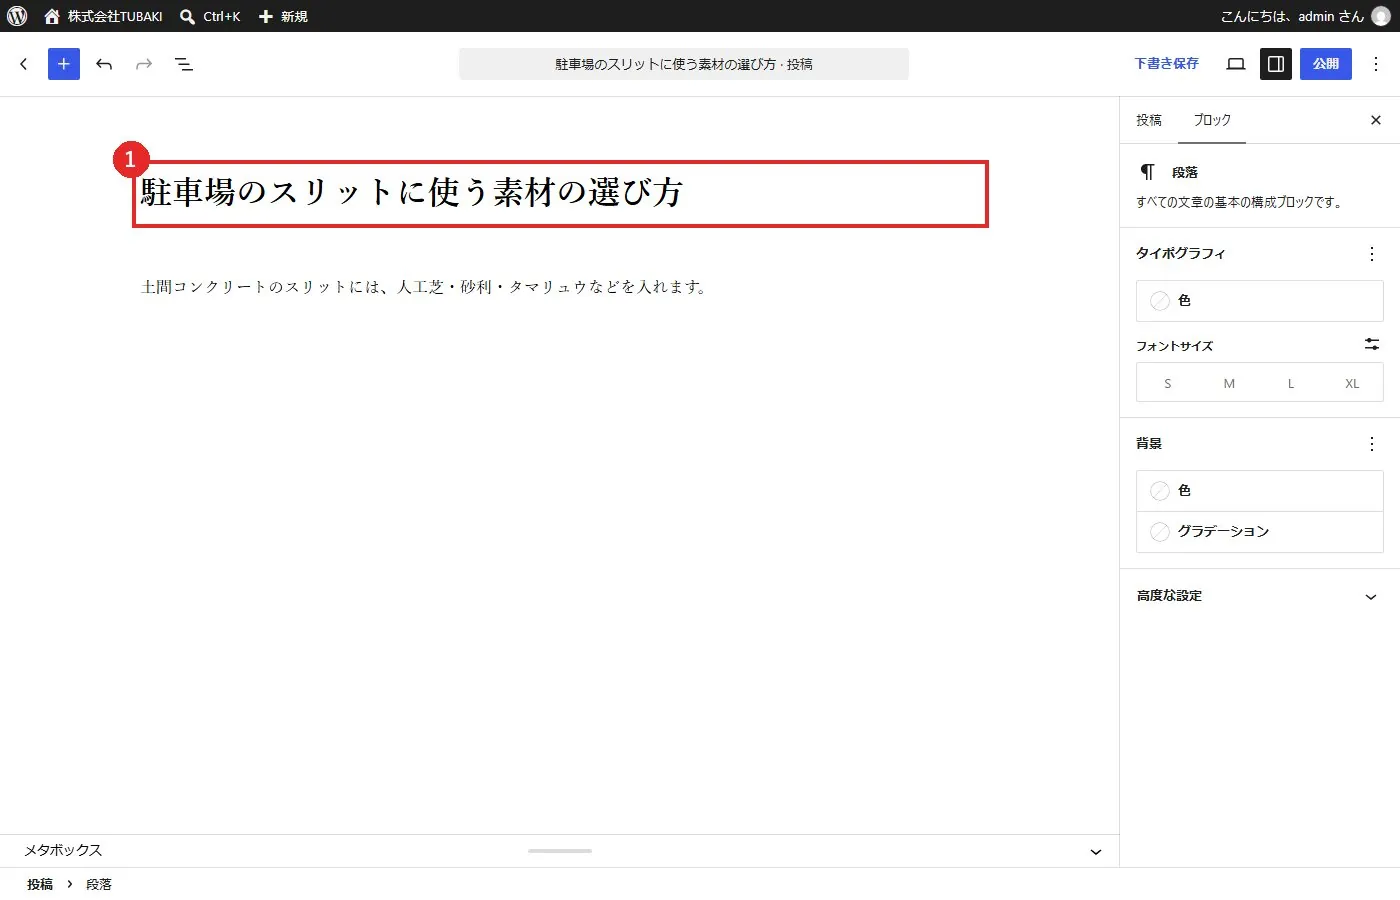 株式会社TUBAKI Ctrl+K 新規 こんにちは、admin さん
駐車場のスリットに使う素材の選び方 · 投稿 下書き保存 公開
投稿 ブロック
1
駐車場のスリットに使う素材の選び方
土間コンクリートのスリットには、人工芝・砂利・タマリュウなどを入れます。
段落
すべての文章の基本の構成ブロックです。
タイポグラフィ
色
フォントサイズ
S M L XL
背景
色
グラデーション
高度な設定
メタボックス
投稿 › 段落